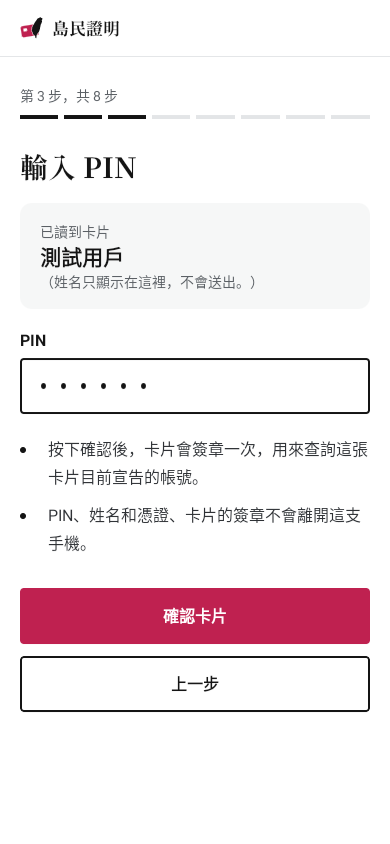 島民證明
第 3 步，共 8 步
輸入 PIN
已讀到卡片
測試用戶
（姓名只顯示在這裡，不會送出。）
PIN
• • • • • •
• 按下確認後，卡片會簽章一次，用來查詢這張
卡片目前宣告的帳號。
• PIN、姓名和憑證、卡片的簽章不會離開這支
手機。
確認卡片
上一步